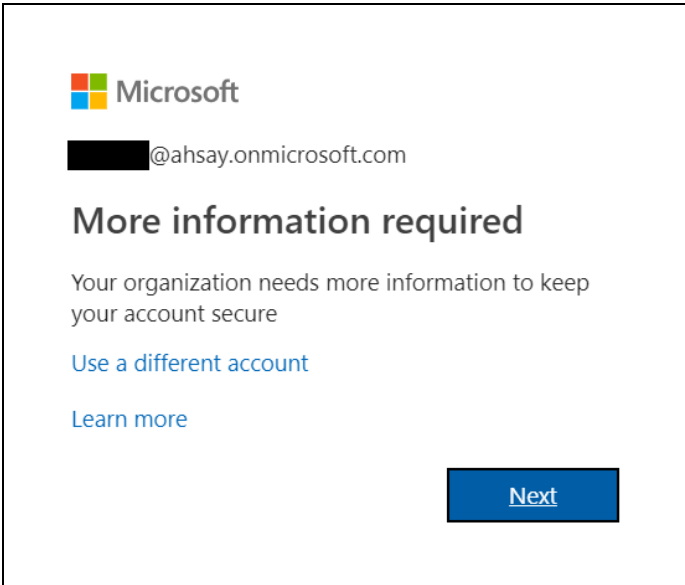 Microsoft
@ahsay.onmicrosoft.com
More information required
Your organization needs more information to keep
your account secure
Use a different account
Learn more
Next